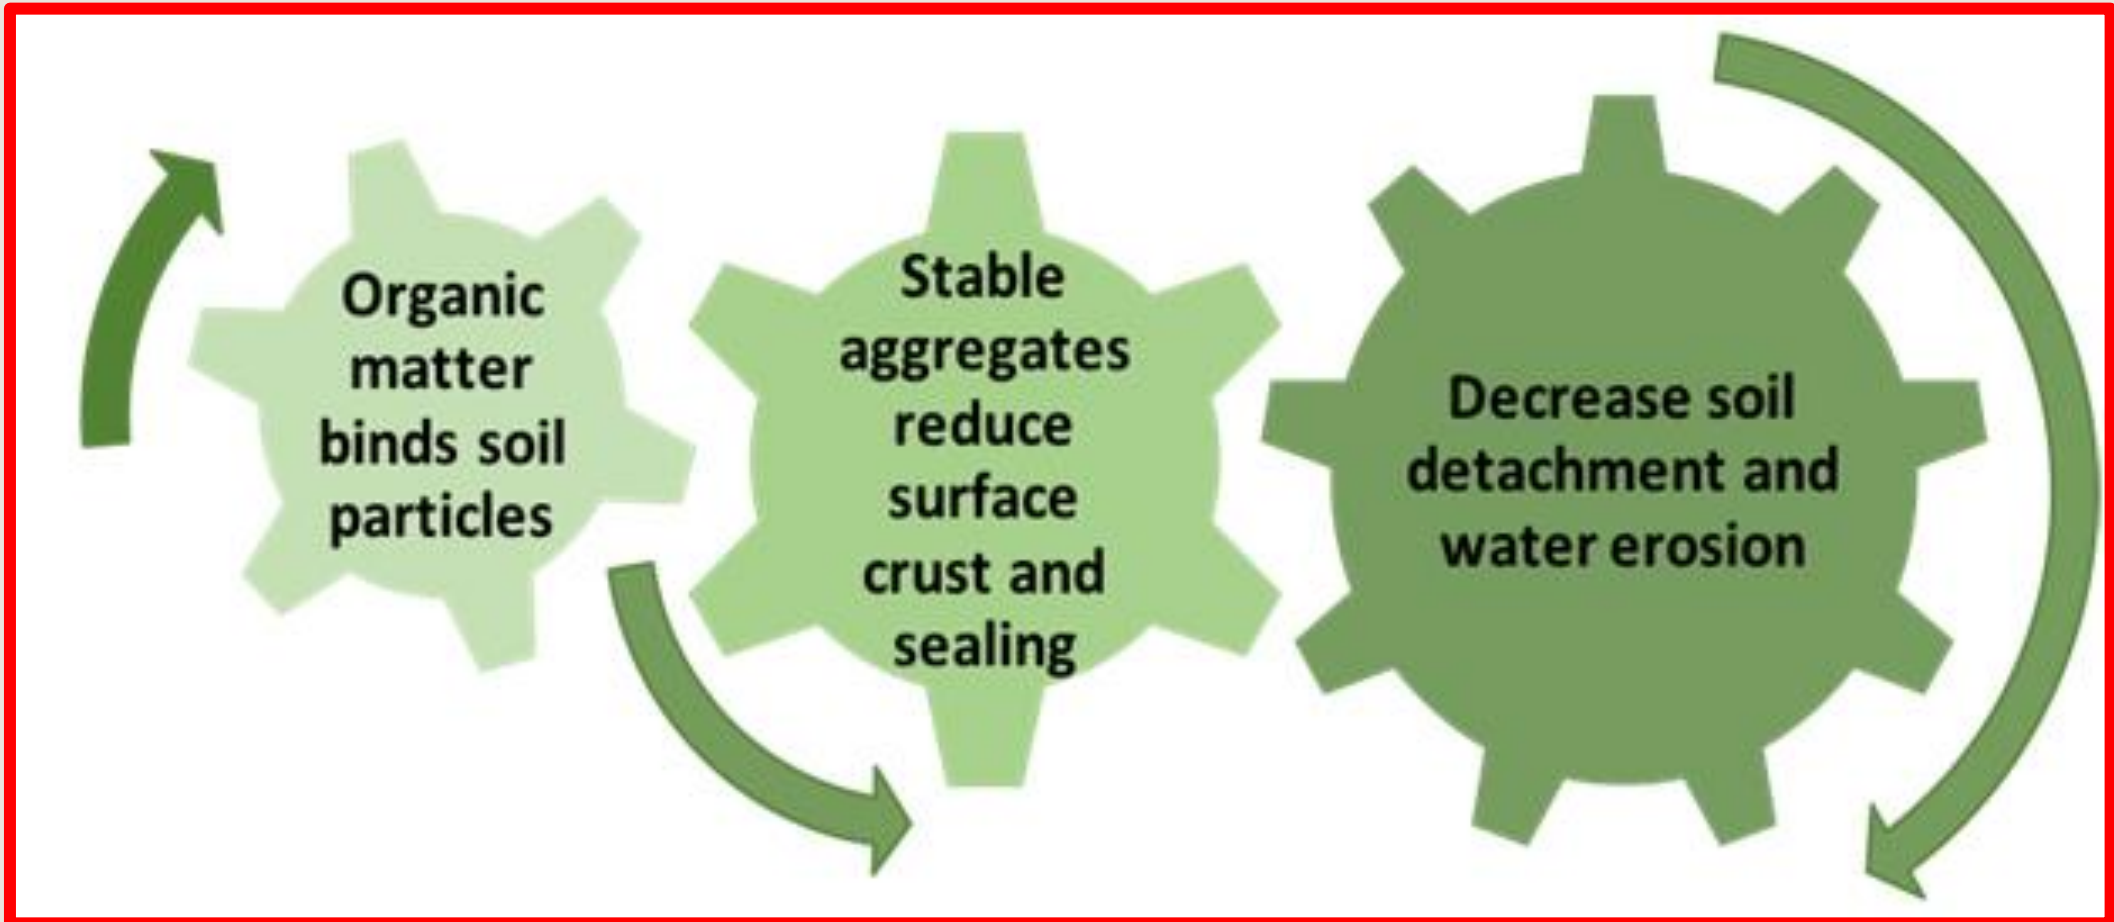 Organic
matter
binds soil
particles
Stable
aggregates
reduce
surface
crust and
sealing
Decrease soil
detachment and
water erosion